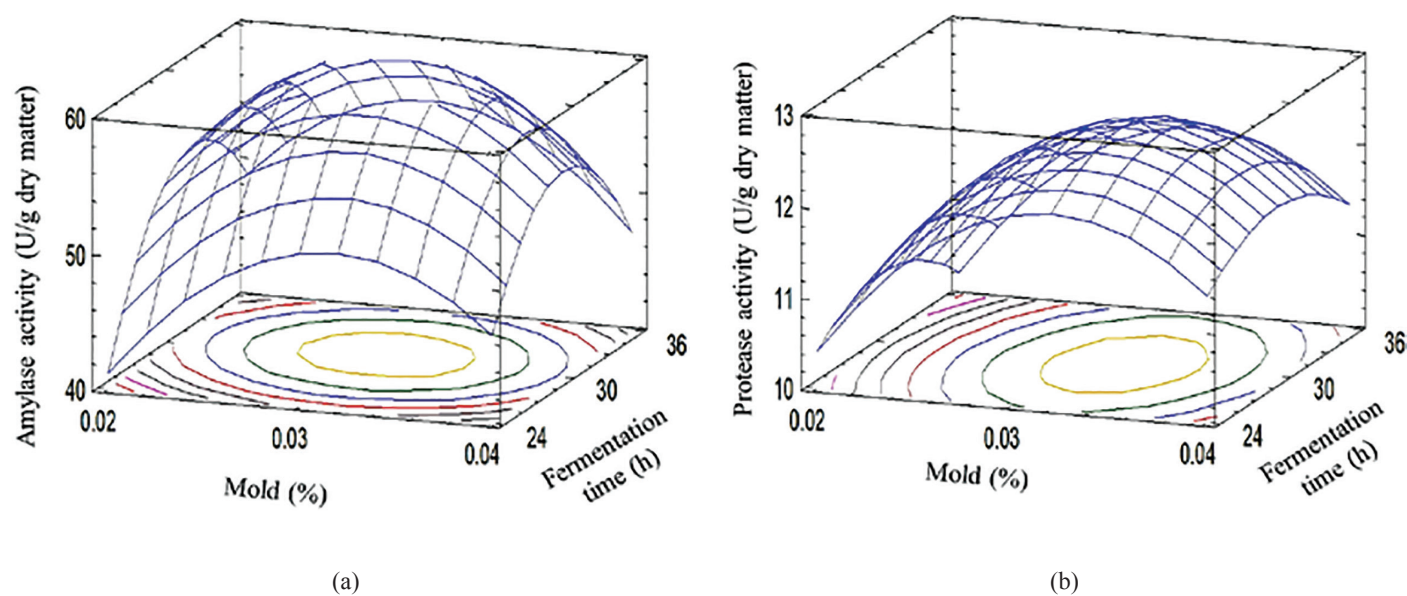 Amylase activity (U/g dry matter)
60
50
40
0.02
0.03
0.04
Mold (%)
24
30
36
Fermentation
time (h)
(a)
Protease activity (U/g dry matter)
13
12
11
10
0.02
0.03
0.04
Mold (%)
24
30
36
Fermentation
time (h)
(b)